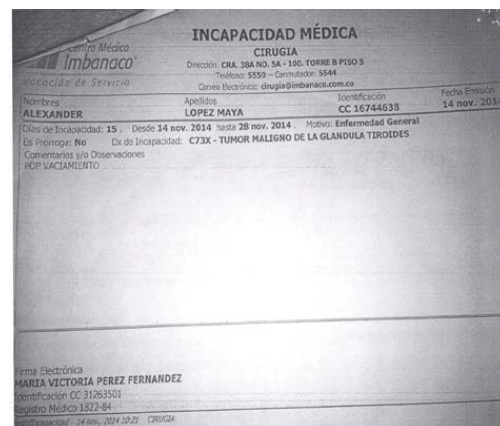 INCAPACIDAD MÉDICA
Centro Médico
Imbanaco
Vocación de Servicio
CIRUGIA
Dirección: CRA. 38A NO. 5A - 100. TORRE B PISO 5
Teléfono: 5550 - Conmutador: 5544
Correo Electrónico: cirugia@imbanaco.com.co
Nombres Apellidos Identificación Fecha Emisión
ALEXANDER LOPEZ MAYA CC 16744638 14 nov. 201
Días de Incapacidad: 15 . Desde 14 nov. 2014 hasta 28 nov. 2014 . Motivo: Enfermedad General
Es Prorroga: No Dx de Incapacidad: C73X - TUMOR MALIGNO DE LA GLANDULA TIROIDES
Comentarios y/o Observaciones
POP VACIAMIENTO
Firma Electrónica
MARIA VICTORIA PEREZ FERNANDEZ
Identificación CC 31263501
Registro Médico 1822-84
14 nov., 2014 10:21 CIRUGIA